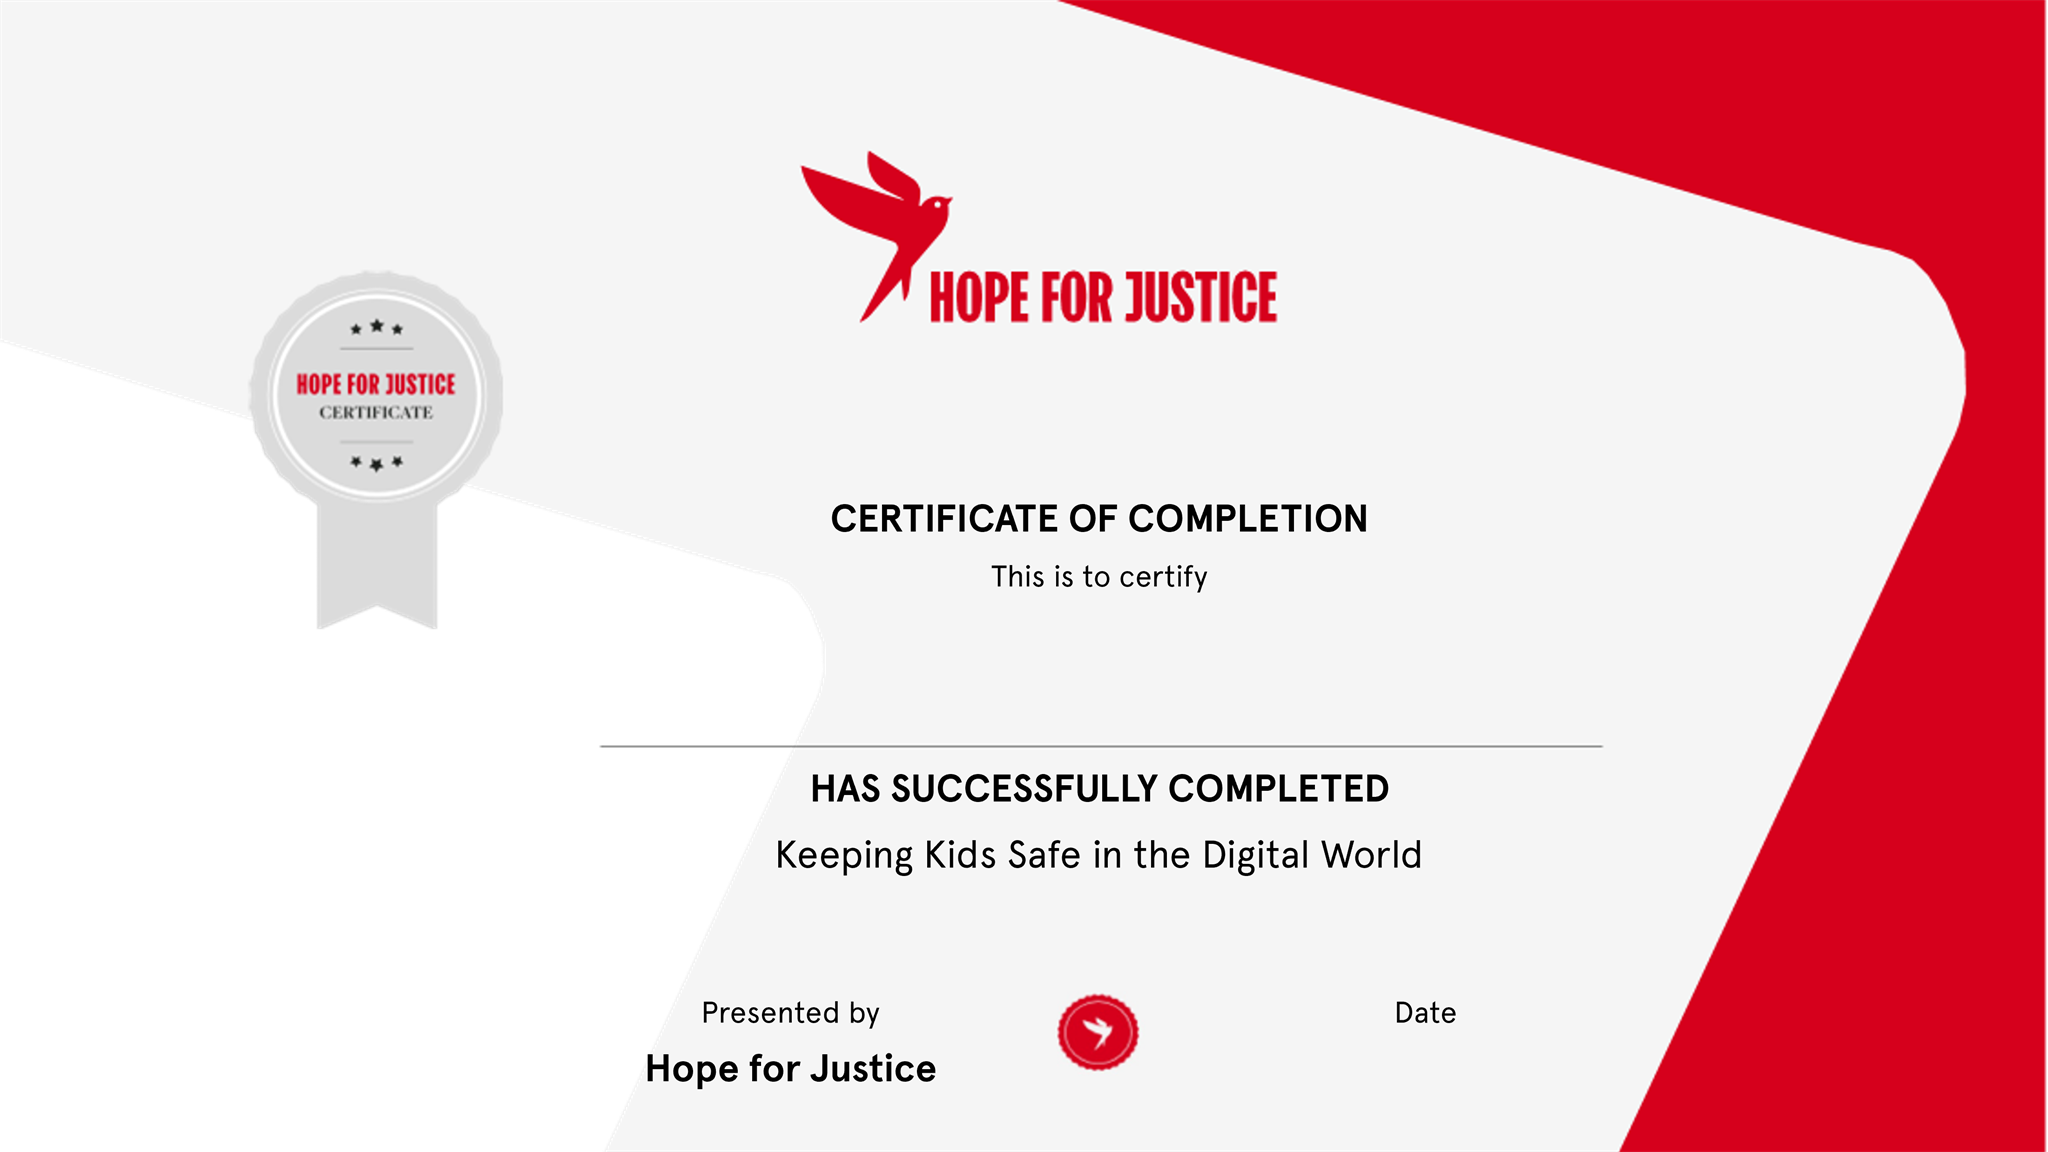 HOPE FOR JUSTICE
HOPE FOR JUSTICE
CERTIFICATE
CERTIFICATE OF COMPLETION
This is to certify
HAS SUCCESSFULLY COMPLETED
Keeping Kids Safe in the Digital World
Presented by
Date
Hope for Justice